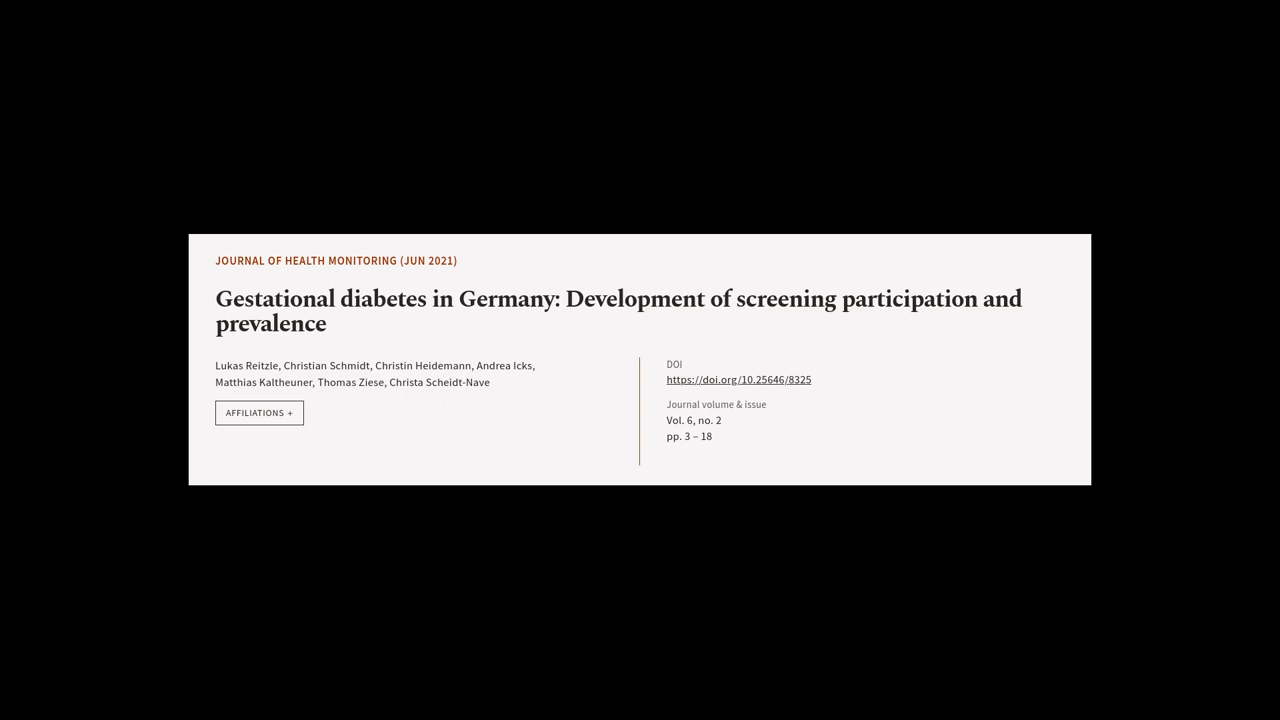 JOURNAL OF HEALTH MONITORING (JUN 2021)
Gestational diabetes in Germany: Development of screening participation and
prevalence
Lukas Reitzle, Christian Schmidt, Christin Heidemann, Andrea Icks,
Matthias Kaltheuner, Thomas Ziese, Christa Scheidt-Nave
AFFILIATIONS +
DOI
https://doi.org/10.25646/8325
Journal volume & issue
Vol. 6, no. 2
pp. 3 – 18